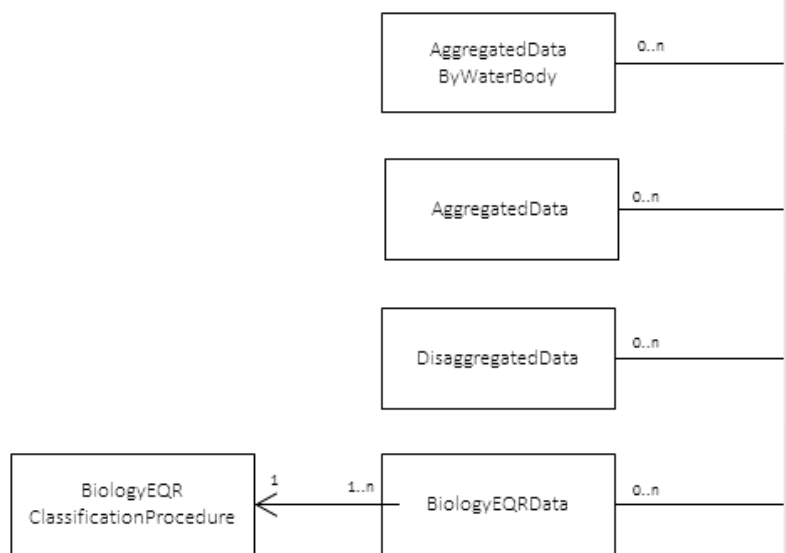 AggregatedData
ByWaterBody
0..n
AggregatedData
0..n
DisaggregatedData
0..n
BiologyEQR
ClassificationProcedure
1
1..n
BiologyEQRData
0..n